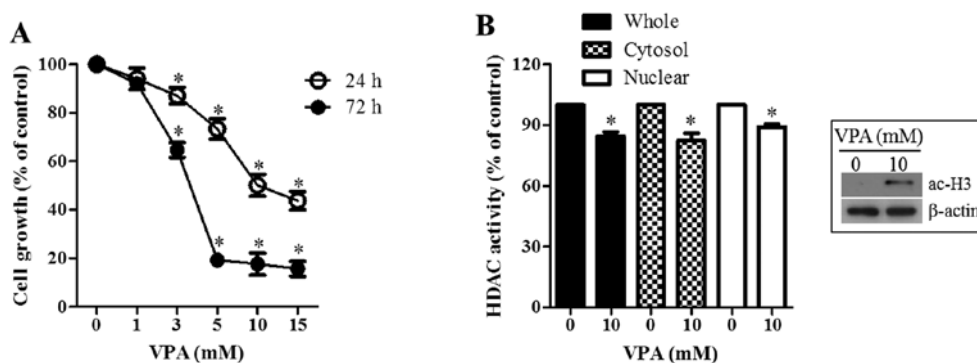 A
Cell growth (% of control)
100
80
60
40
20
0
* * * *
* * * *
24 h
72 h
0 1 3 5 10 15
VPA (mM)
B
Whole
Cytosol
Nuclear
HDAC activity (% of control)
120
90
60
30
0
* * *
0 10 0 10 0 10
VPA (mM)
VPA (mM)
0 10
ac-H3
β-actin